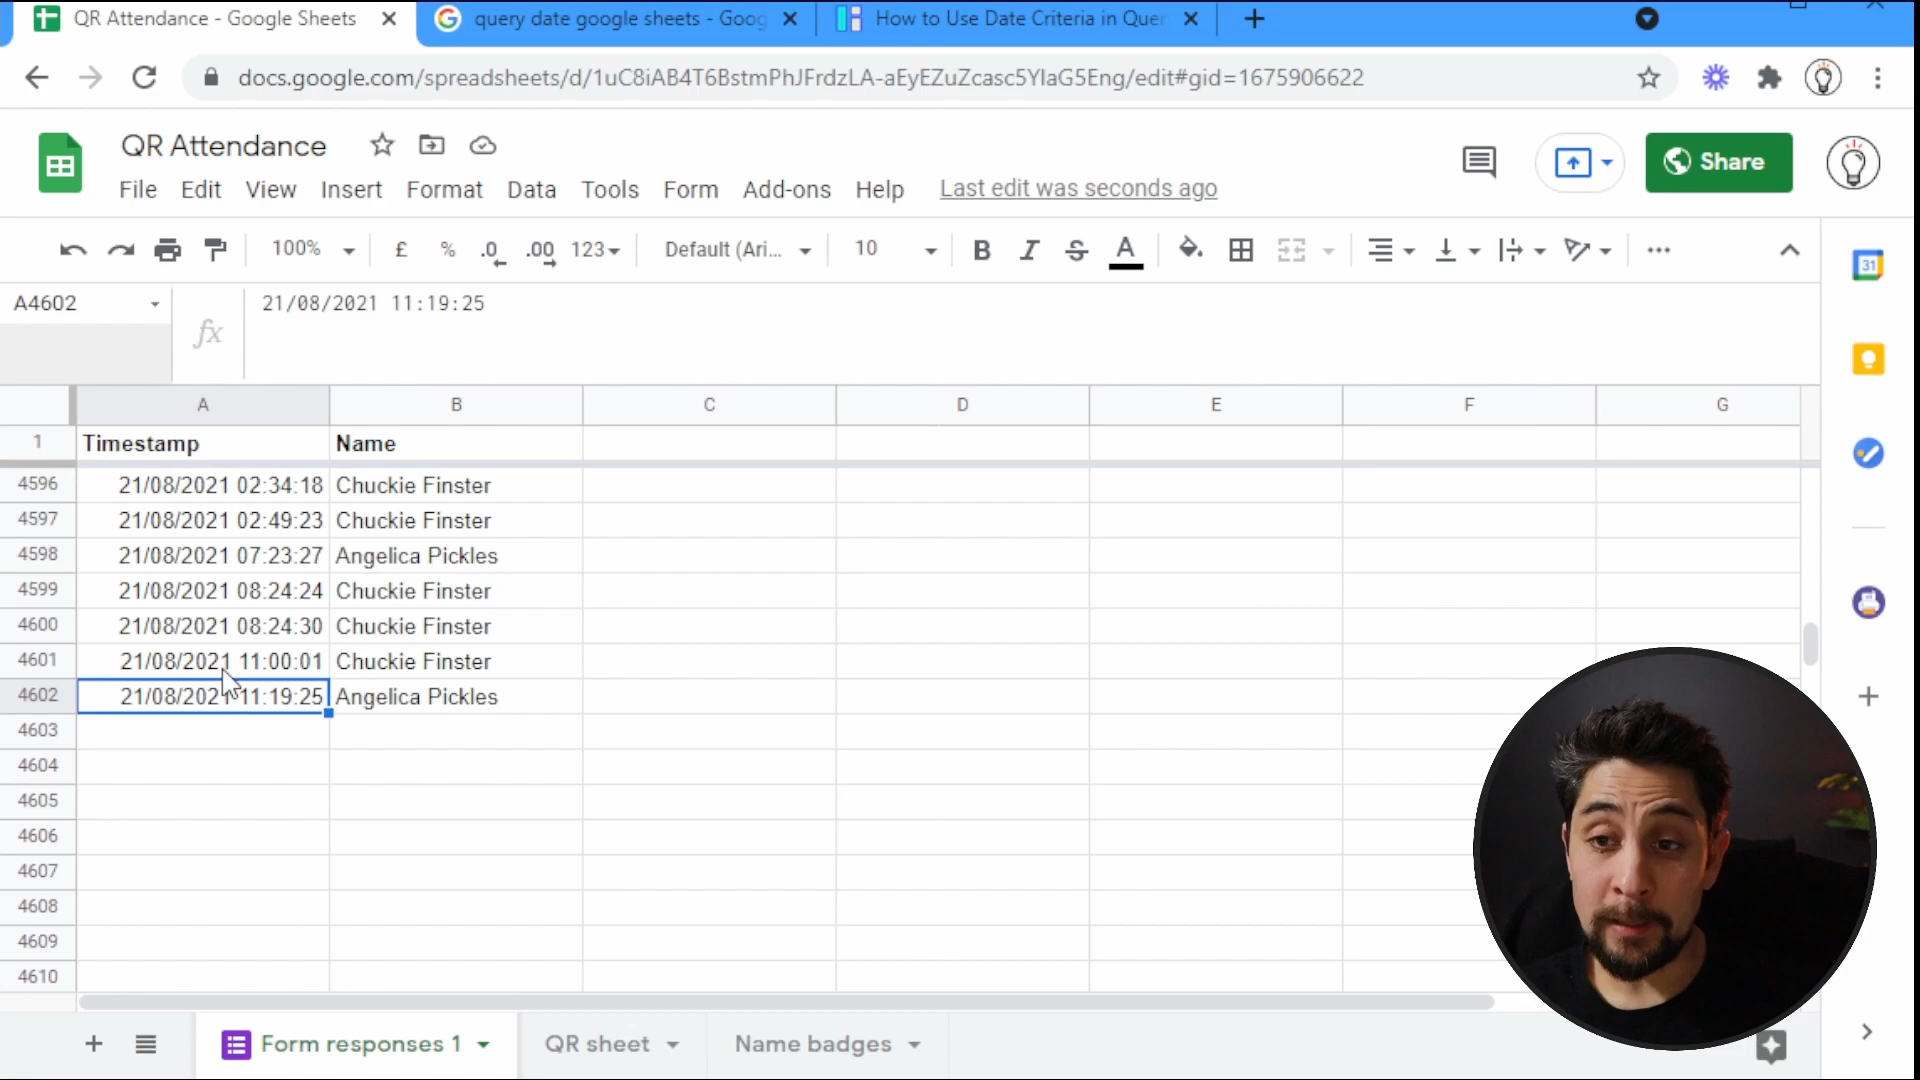 QR Attendance - Google Sheets
query date google sheets - Goog
How to Use Date Criteria in Quer
docs.google.com/spreadsheets/d/1uC8iAB4T6BstmPhJFrdzLA-aEyEZuZcasc5YlaG5Eng/edit#gid=1675906622
QR Attendance
Share
File Edit View Insert Format Data Tools Form Add-ons Help Last edit was seconds ago
100% £ % .0 .00 123 Default (Ari... 10 B I S A
31
A4602 fx 21/08/2021 11:19:25
A B C D E F G
1 Timestamp Name
4596 21/08/2021 02:34:18 Chuckie Finster
4597 21/08/2021 02:49:23 Chuckie Finster
4598 21/08/2021 07:23:27 Angelica Pickles
4599 21/08/2021 08:24:24 Chuckie Finster
4600 21/08/2021 08:24:30 Chuckie Finster
4601 21/08/2021 11:00:01 Chuckie Finster
4602 21/08/2021 11:19:25 Angelica Pickles
4603
4604
4605
4606
4607
4608
4609
4610
Form responses 1 QR sheet Name badges